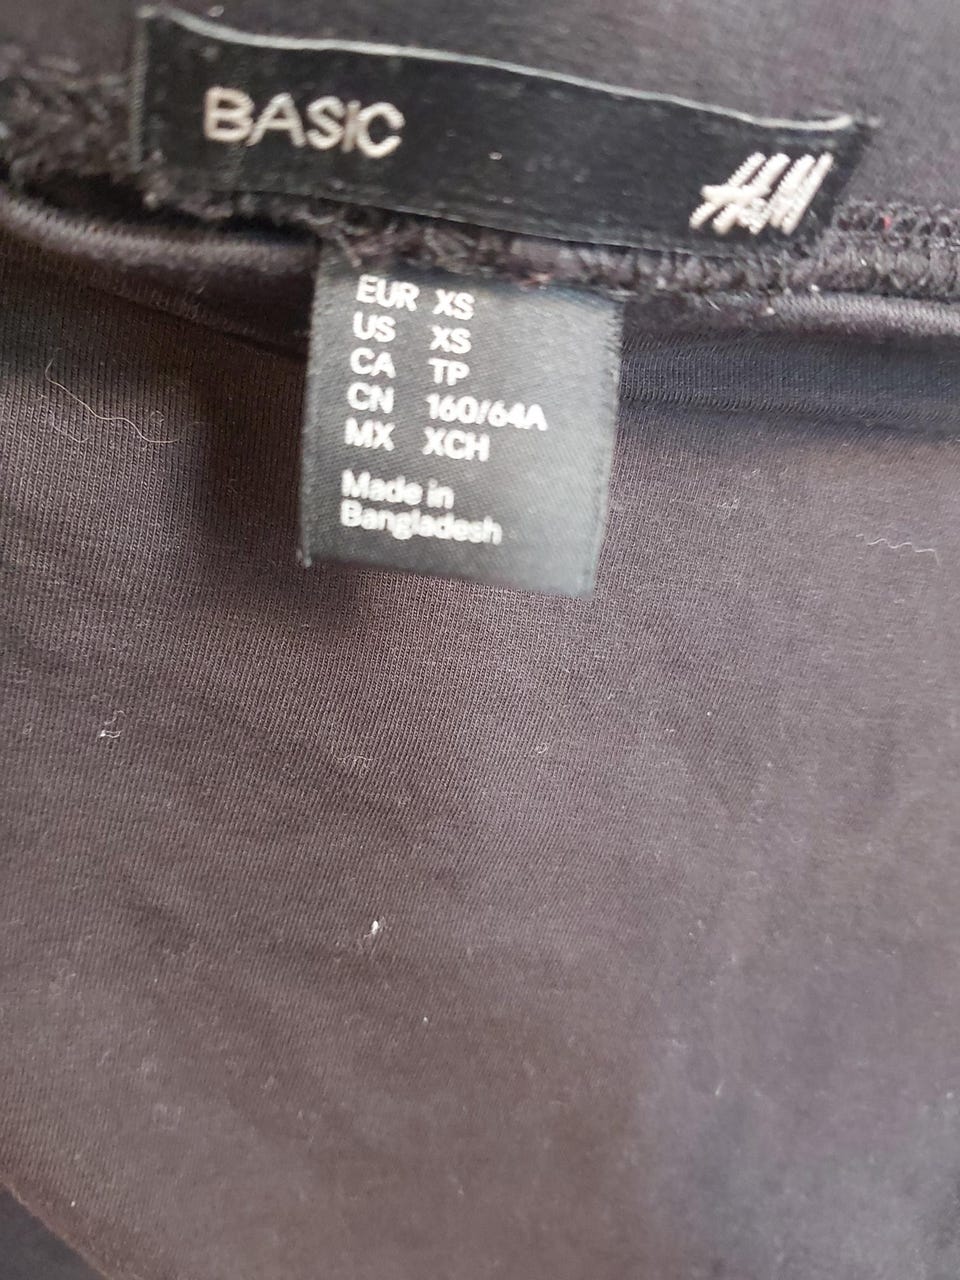 BASIC
H&M
EUR XS
US XS
CA TP
CN 160/64A
MX XCH
Made in
Bangladesh